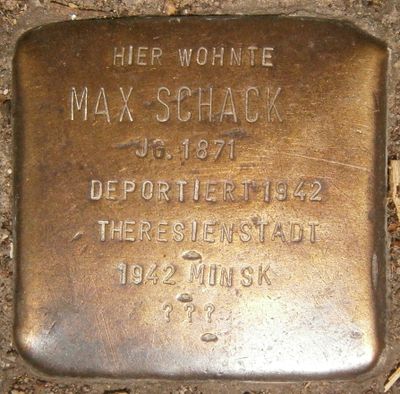 HIER WOHNTE
MAX SCHACK
JG. 1871
DEPORTIERT 1942
THERESIENSTADT
1942 MINSK
???